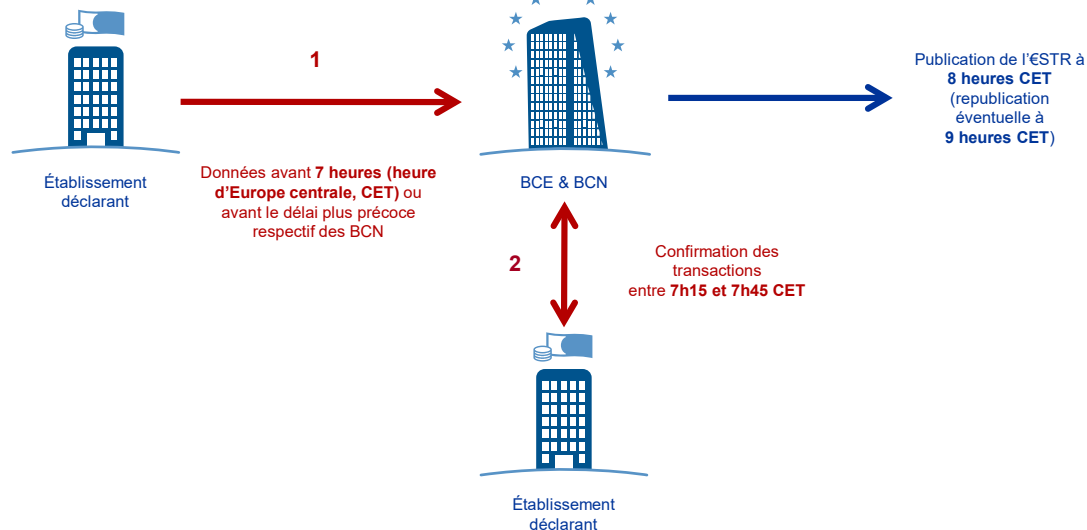 1
Établissement
déclarant
Données avant 7 heures (heure
d'Europe centrale, CET) ou
avant le délai plus précoce
respectif des BCN
BCE & BCN
Publication de l'€STR à
8 heures CET
(republication
éventuelle à
9 heures CET)
2
Confirmation des
transactions
entre 7h15 et 7h45 CET
Établissement
déclarant